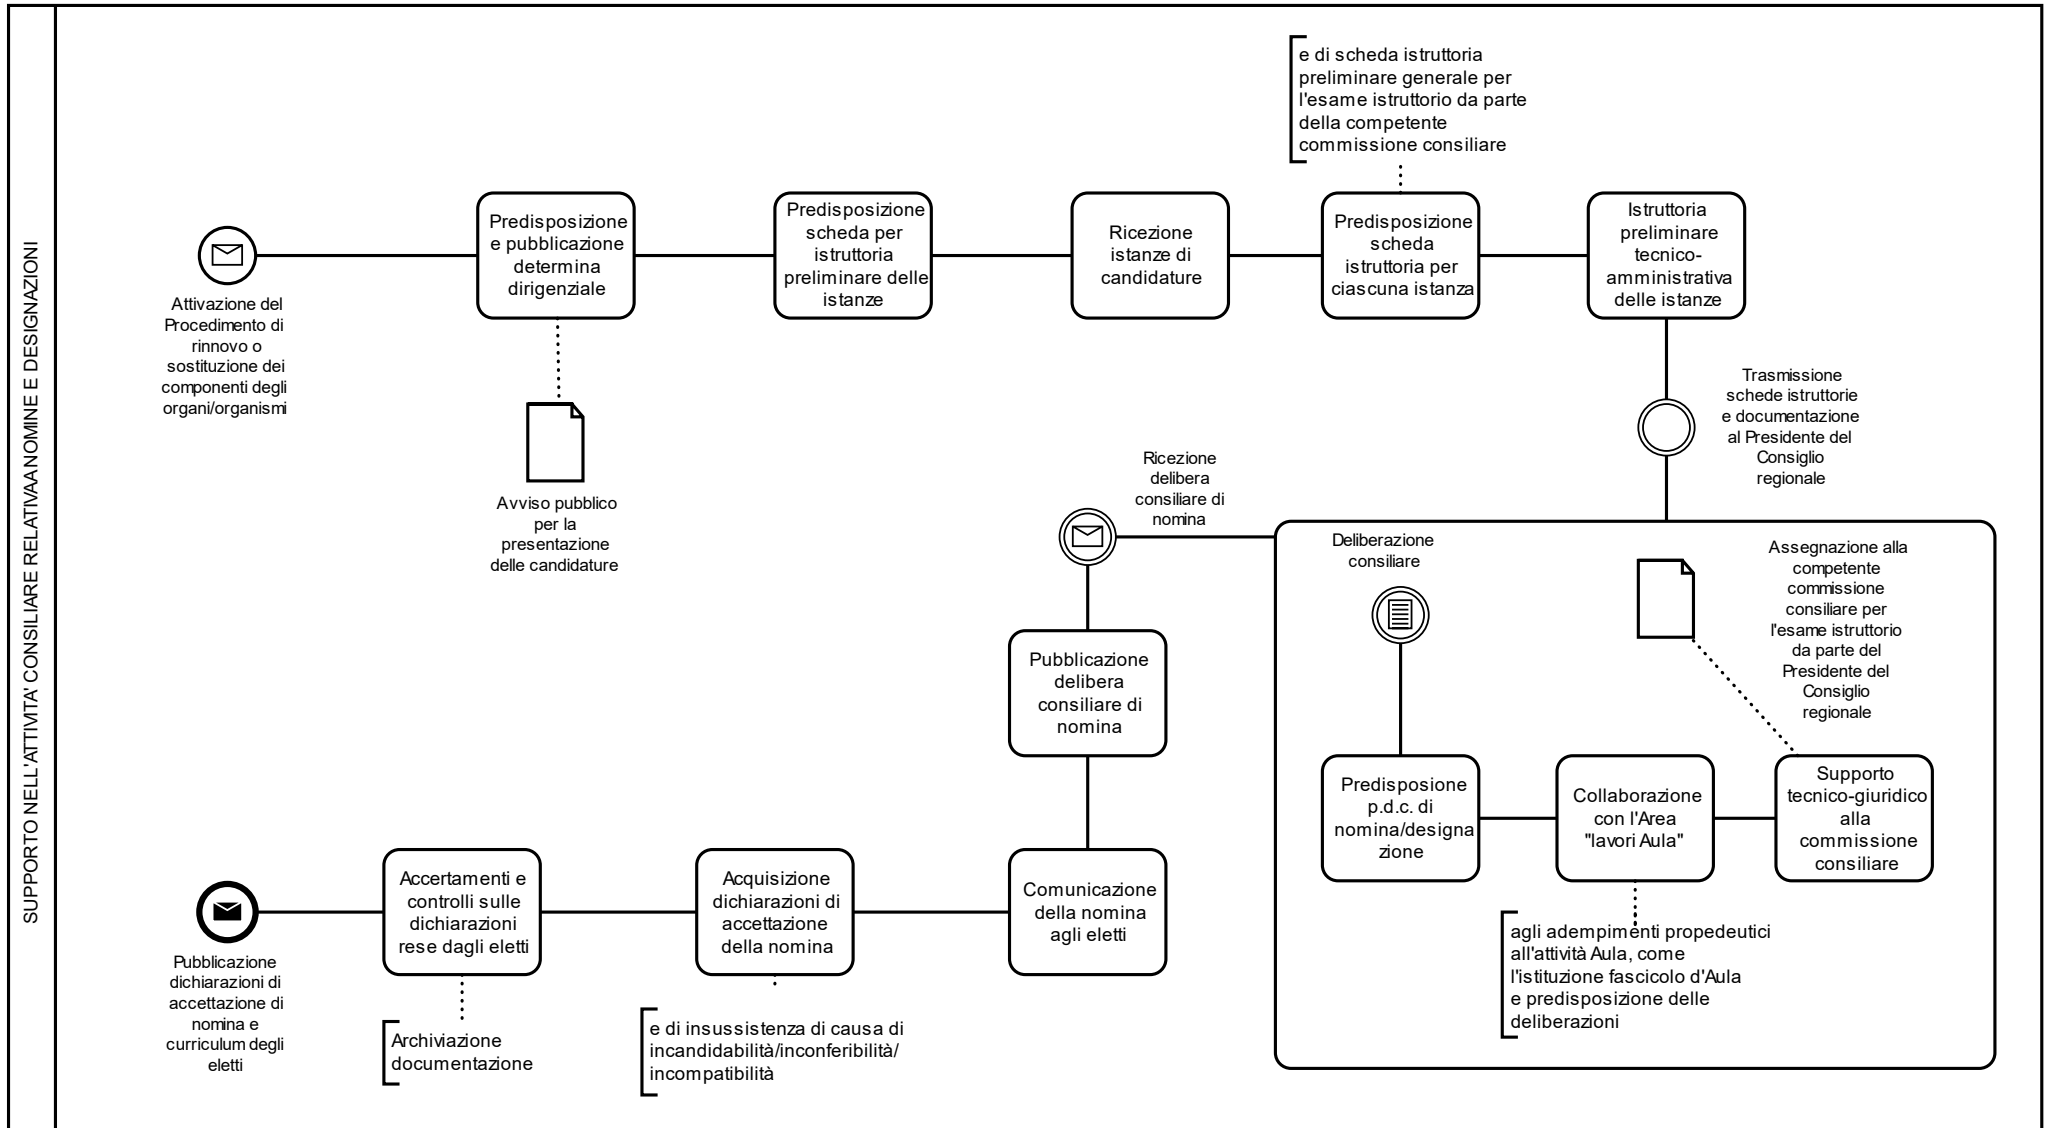 SUPPORTO NELL'ATTIVITA' CONSILIARE RELATIVA A NOMINE E DESIGNAZIONI
e di scheda istruttoria
preliminare generale per
l'esame istruttorio da parte
della competente
commissione consiliare
Attivazione del
Procedimento di
rinnovo o
sostituzione dei
componenti degli
organi/organismi
Predisposizione
e pubblicazione
determina
dirigenziale
Predisposizione
scheda per
istruttoria
preliminare delle
istanze
Ricezione
istanze di
candidature
Predisposizione
scheda
istruttoria per
ciascuna istanza
Istruttoria
preliminare
tecnico-
amministrativa
delle istanze
Avviso pubblico
per la
presentazione
delle candidature
Trasmissione
schede istruttorie
e documentazione
al Presidente del
Consiglio
regionale
Ricezione
delibera
consiliare di
nomina
Deliberazione
consiliare
Assegnazione alla
competente
commissione
consiliare per
l'esame istruttorio
da parte del
Presidente del
Consiglio
regionale
Pubblicazione
delibera
consiliare di
nomina
Predisposione
p.d.c. di
nomina/designa
zione
Collaborazione
con l'Area
"lavori Aula"
Supporto
tecnico-giuridico
alla
commissione
consiliare
agli adempimenti propedeutici
all'attività Aula, come
l'istituzione fascicolo d'Aula
e predisposizione delle
deliberazioni
Accertamenti e
controlli sulle
dichiarazioni
rese dagli eletti
Acquisizione
dichiarazioni di
accettazione
della nomina
Comunicazione
della nomina
agli eletti
Pubblicazione
dichiarazioni di
accettazione di
nomina e
curriculum degli
eletti
Archiviazione
documentazione
e di insussistenza di causa di
incandidabilità/inconferibilità/
incompatibilità